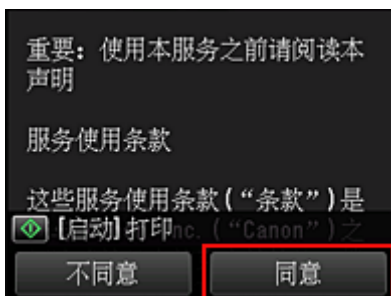 重要：使用本服务之前请阅读本
声明
服务使用条款
这些服务使用条款(“条款”)是
[启动]打印nc.(“Canon”)之
不同意
同意